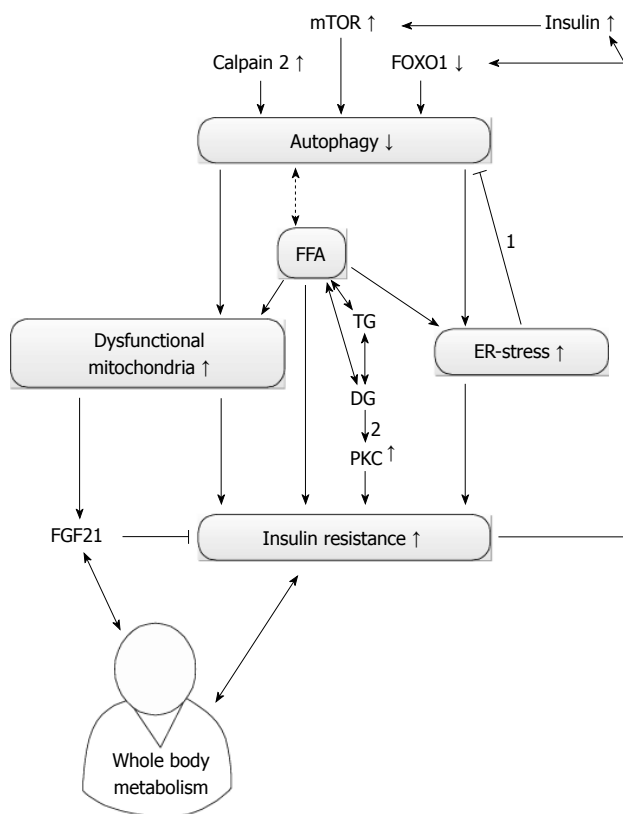 mTOR ↑
Insulin ↑
Calpain 2 ↑
FOXO1 ↓
Autophagy ↓
1
FFA
TG
Dysfunctional
mitochondria ↑
ER-stress ↑
DG
2
PKC ↑
FGF21
Insulin resistance ↑
Whole body
metabolism